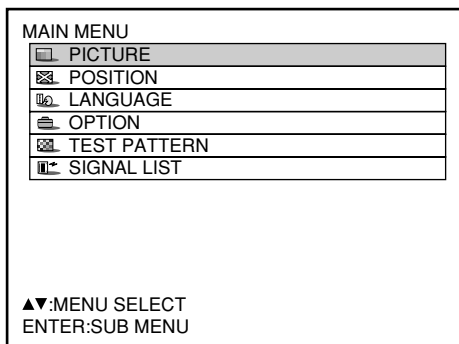 MAIN MENU
PICTURE
POSITION
LANGUAGE
OPTION
TEST PATTERN
SIGNAL LIST
▲▼:MENU SELECT
ENTER:SUB MENU